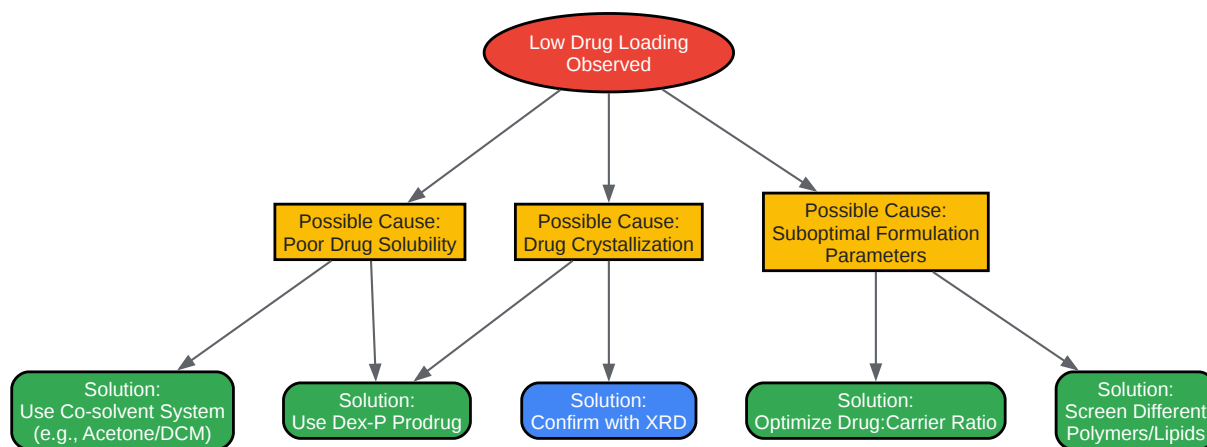 Low Drug Loading
Observed
Possible Cause:
Poor Drug Solubility
Possible Cause:
Drug Crystallization
Possible Cause:
Suboptimal Formulation
Parameters
Solution:
Use Co-solvent System
(e.g., Acetone/DCM)
Solution:
Use Dex-P Prodrug
Solution:
Confirm with XRD
Solution:
Optimize Drug:Carrier Ratio
Solution:
Screen Different
Polymers/Lipids